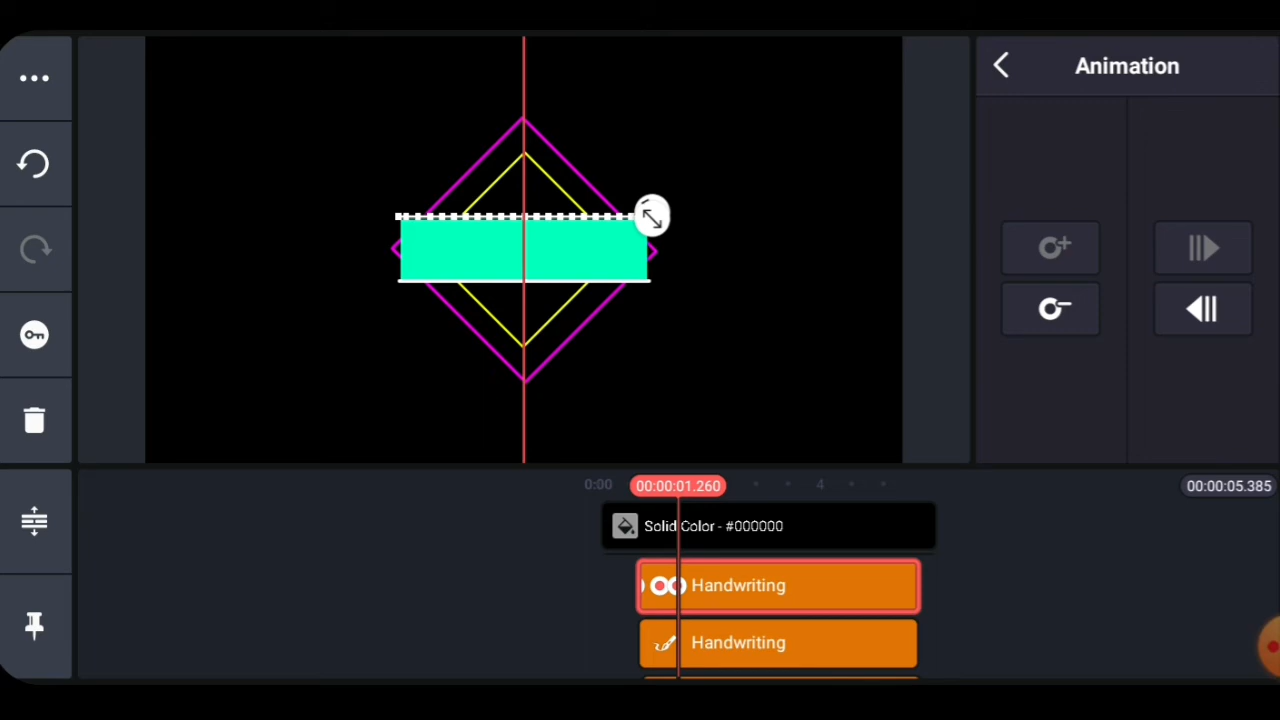 Animation
0:00
00:00:01.260
4
00:00:05.385
Solid Color - #000000
Handwriting
Handwriting